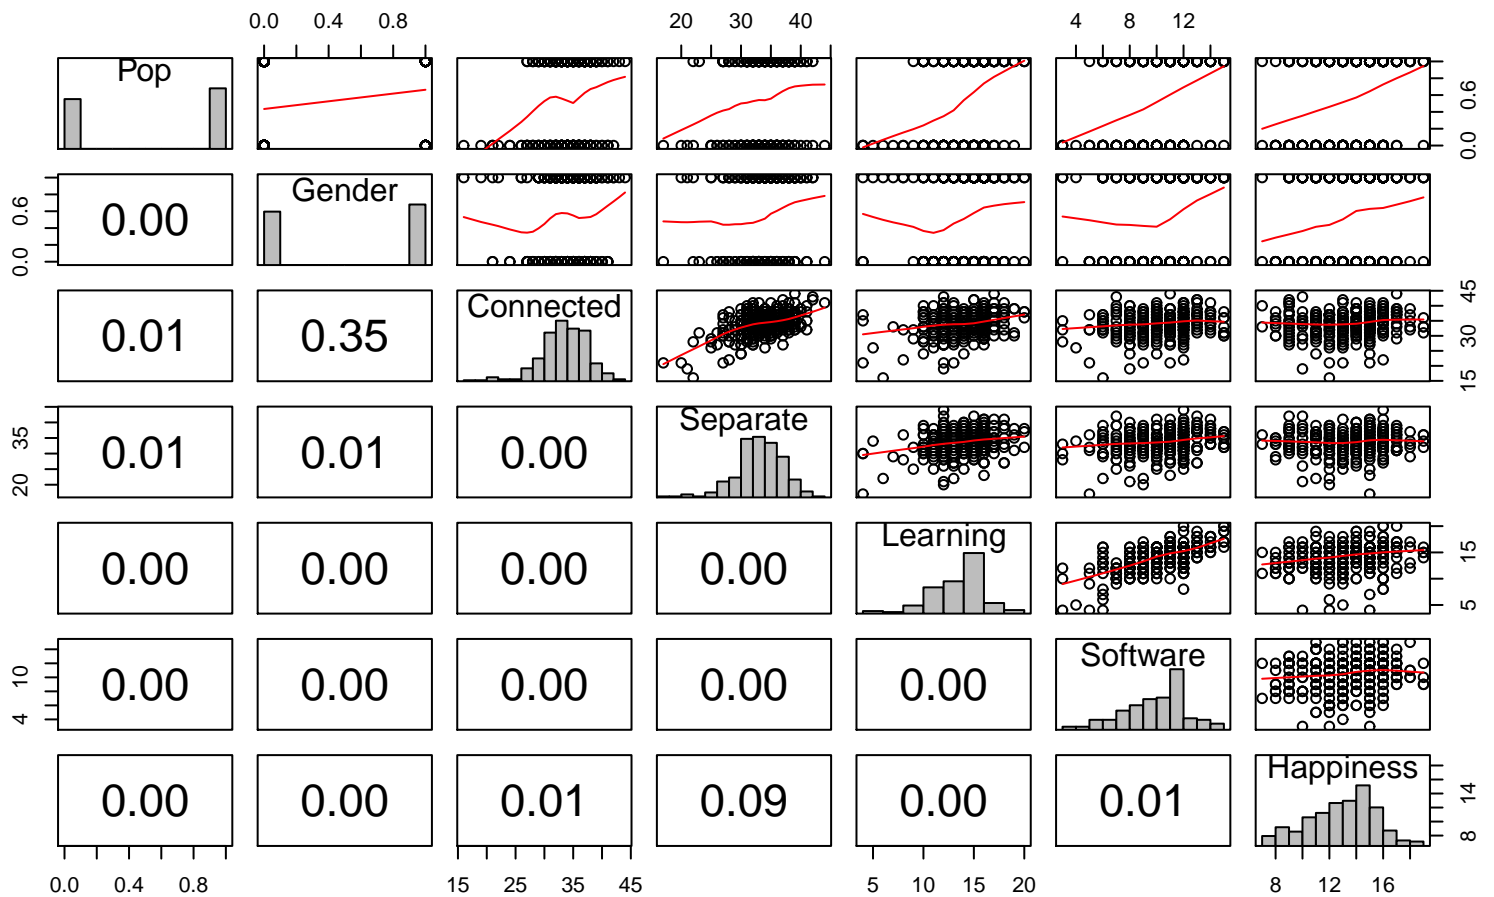 0.0 0.4 0.8 20 30 40 4 8 12
Pop
0.0 0.6
0.0 0.6
0.00
Gender
0.01 0.35
Connected
15 30 45
20 35
0.01 0.01 0.00
Separate
0.00 0.00 0.00 0.00
Learning
5 15
4 10
0.00 0.00 0.00 0.00 0.00
Software
0.00 0.00 0.01 0.09 0.00 0.01
Happiness
8 14
0.0 0.4 0.8 15 25 35 45 5 10 15 20 8 12 16